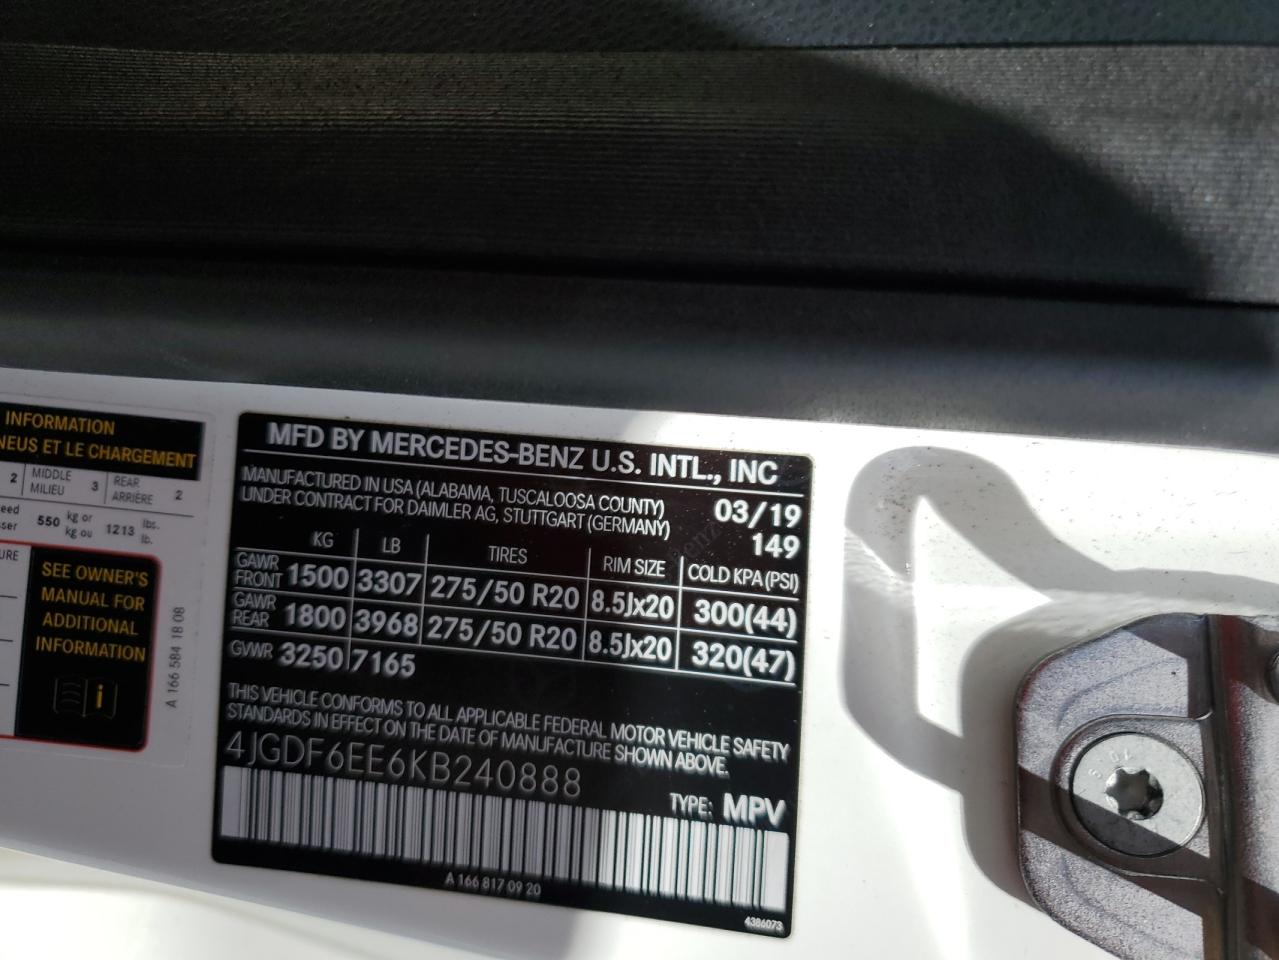 INFORMATION
NEUS ET LE CHARGEMENT
2 MIDDLE MILIEU 3 REAR ARRIÈRE 2
550 kg or kg ou 1213 lbs. lb.
SEE OWNER'S
MANUAL FOR
ADDITIONAL
INFORMATION
i
A 166 584 18 08
MFD BY MERCEDES-BENZ U.S. INTL., INC
MANUFACTURED IN USA (ALABAMA, TUSCALOOSA COUNTY) 03/19
UNDER CONTRACT FOR DAIMLER AG, STUTTGART (GERMANY) 149
KG LB TIRES RIM SIZE COLD KPA (PSI)
GAWR FRONT 1500 3307 275/50 R20 8.5Jx20 300(44)
GAWR REAR 1800 3968 275/50 R20 8.5Jx20 320(47)
GVWR 3250 7165
THIS VEHICLE CONFORMS TO ALL APPLICABLE FEDERAL MOTOR VEHICLE SAFETY
STANDARDS IN EFFECT ON THE DATE OF MANUFACTURE SHOWN ABOVE.
4JGDF6EE6KB240888
TYPE: MPV
A 166 817 09 20
4386073